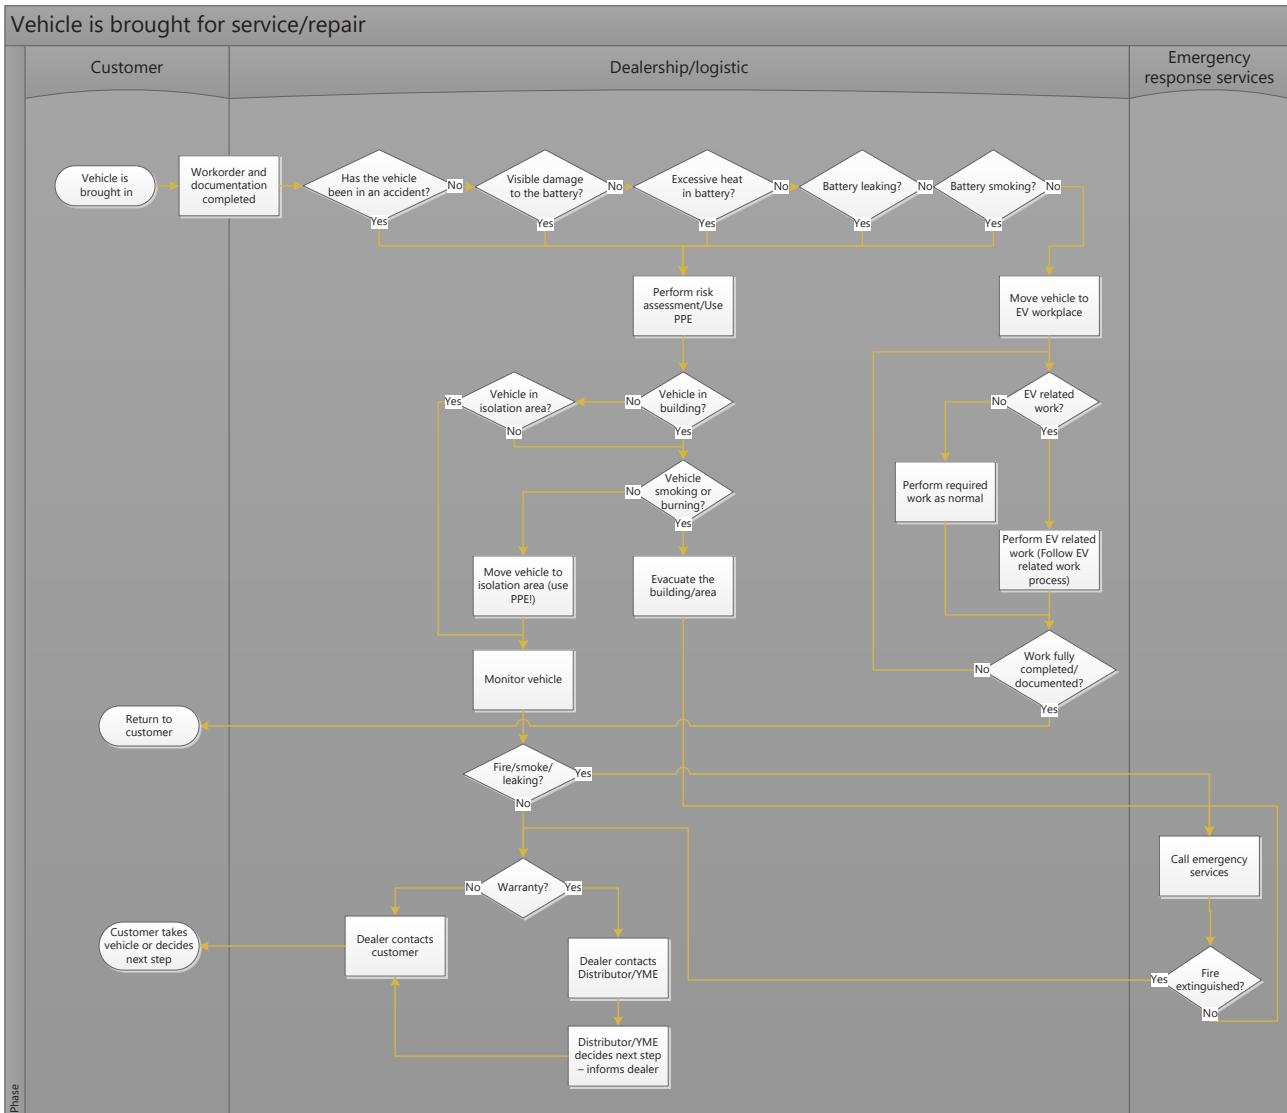 Vehicle is brought for service/repair
Customer
Dealership/logistic
Emergency
response services
Vehicle is
brought in
Workorder and
documentation
completed
Has the vehicle
been in an accident?
No
Yes
Visible damage
to the battery?
No
Yes
Excessive heat
in battery?
No
Yes
Battery leaking?
No
Yes
Battery smoking?
No
Yes
Perform risk
assessment/Use
PPE
Move vehicle to
EV workplace
Vehicle in
isolation area?
Yes
No
Vehicle in
building?
No
Yes
EV related
work?
No
Yes
Vehicle
smoking or
burning?
No
Yes
Perform required
work as normal
Perform EV related
work (Follow EV
related work
process)
Move vehicle to
isolation area (use
PPE!)
Evacuate the
building/area
Work fully
completed/
documented?
No
Yes
Monitor vehicle
Return to
customer
Fire/smoke/
leaking?
Yes
No
Call emergency
services
Warranty?
No
Yes
Customer takes
vehicle or decides
next step
Dealer contacts
customer
Dealer contacts
Distributor/YME
Fire
extinguished?
Yes
No
Distributor/YME
decides next step
– informs dealer
Phase